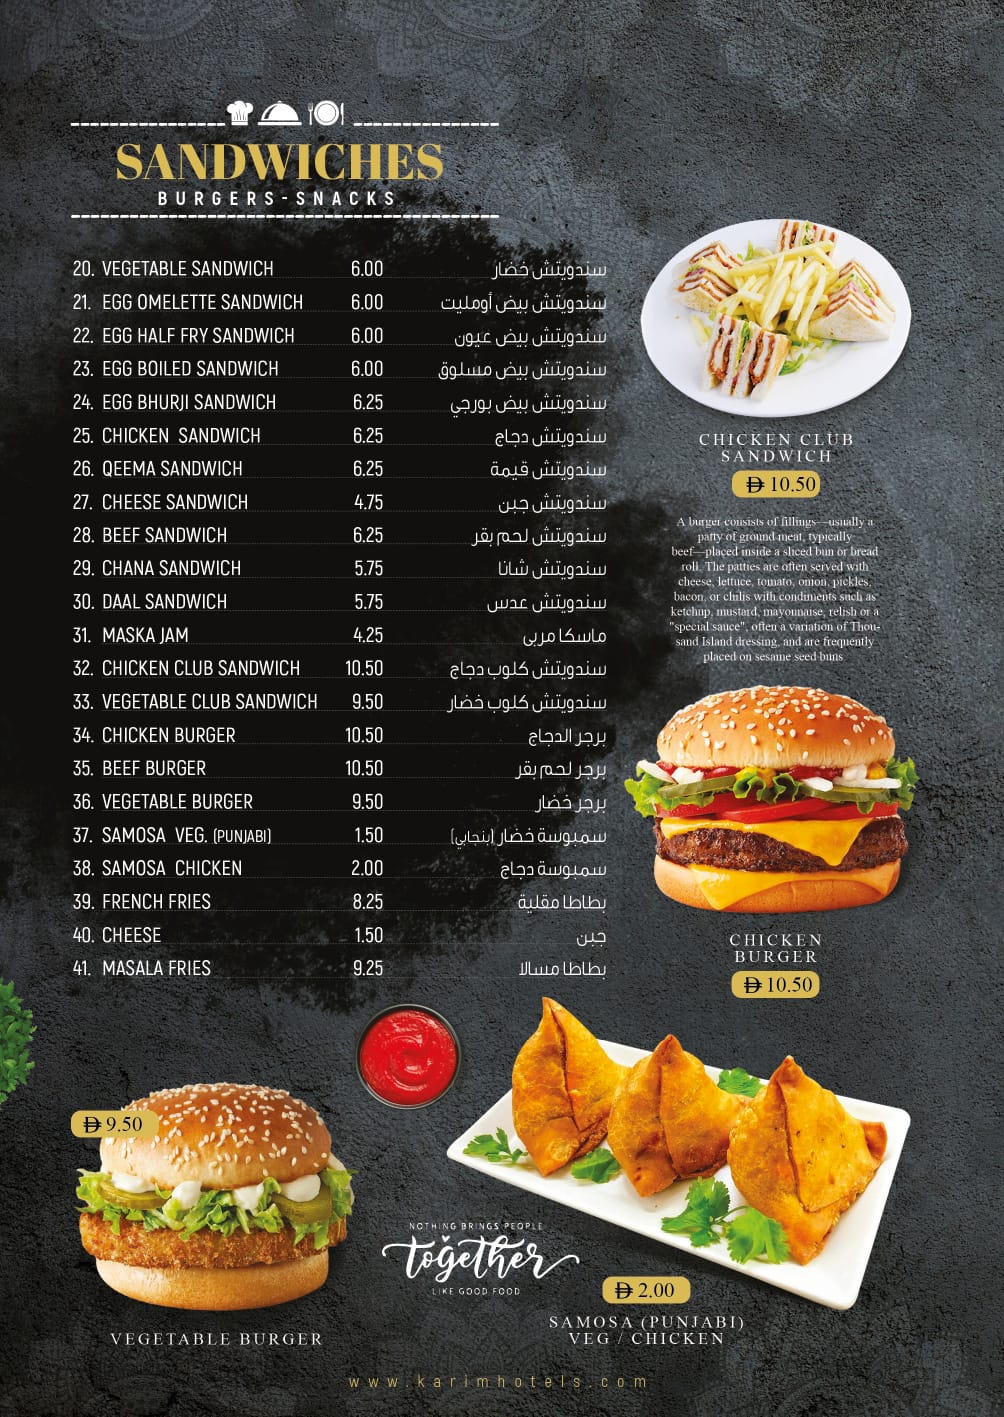 SANDWICHES
BURGERS-SNACKS
20. VEGETABLE SANDWICH 6.00 سندويتش خضار
21. EGG OMELETTE SANDWICH 6.00 سندويتش بيض أومليت
22. EGG HALF FRY SANDWICH 6.00 سندويتش بيض عيون
23. EGG BOILED SANDWICH 6.00 سندويتش بيض مسلوق
24. EGG BHURJI SANDWICH 6.25 سندويتش بيض بورجي
25. CHICKEN SANDWICH 6.25 سندويتش دجاج
26. QEEMA SANDWICH 6.25 سندويتش قيمة
27. CHEESE SANDWICH 4.75 سندويتش جبن
28. BEEF SANDWICH 6.25 سندويتش لحم بقر
29. CHANA SANDWICH 5.75 سندويتش شانا
30. DAAL SANDWICH 5.75 سندويتش عدس
31. MASKA JAM 4.25 ماسكا مربى
32. CHICKEN CLUB SANDWICH 10.50 سندويتش كلوب دجاج
33. VEGETABLE CLUB SANDWICH 9.50 سندويتش كلوب خضار
34. CHICKEN BURGER 10.50 برجر الدجاج
35. BEEF BURGER 10.50 برجر لحم بقر
36. VEGETABLE BURGER 9.50 برجر خضار
37. SAMOSA VEG. (PUNJABI) 1.50 سمبوسة خضار (بنجابي)
38. SAMOSA CHICKEN 2.00 سمبوسة دجاج
39. FRENCH FRIES 8.25 بطاطا مقلية
40. CHEESE 1.50 جبن
41. MASALA FRIES 9.25 بطاطا مسالا
CHICKEN CLUB
SANDWICH
10.50
A burger consists of fillings—usually a
patty of ground meat, typically
beef—placed inside a sliced bun or bread
roll. The patties are often served with
cheese, lettuce, tomato, onion, pickles,
bacon, or chilis with condiments such as
ketchup, mustard, mayonnaise, relish or a
"special sauce", often a variation of Thou-
sand Island dressing, and are frequently
placed on sesame seed buns
CHICKEN
BURGER
10.50
9.50
VEGETABLE BURGER
NOTHING BRINGS PEOPLE
together
LIKE GOOD FOOD
2.00
SAMOSA (PUNJABI)
VEG / CHICKEN
www.karimhotels.com